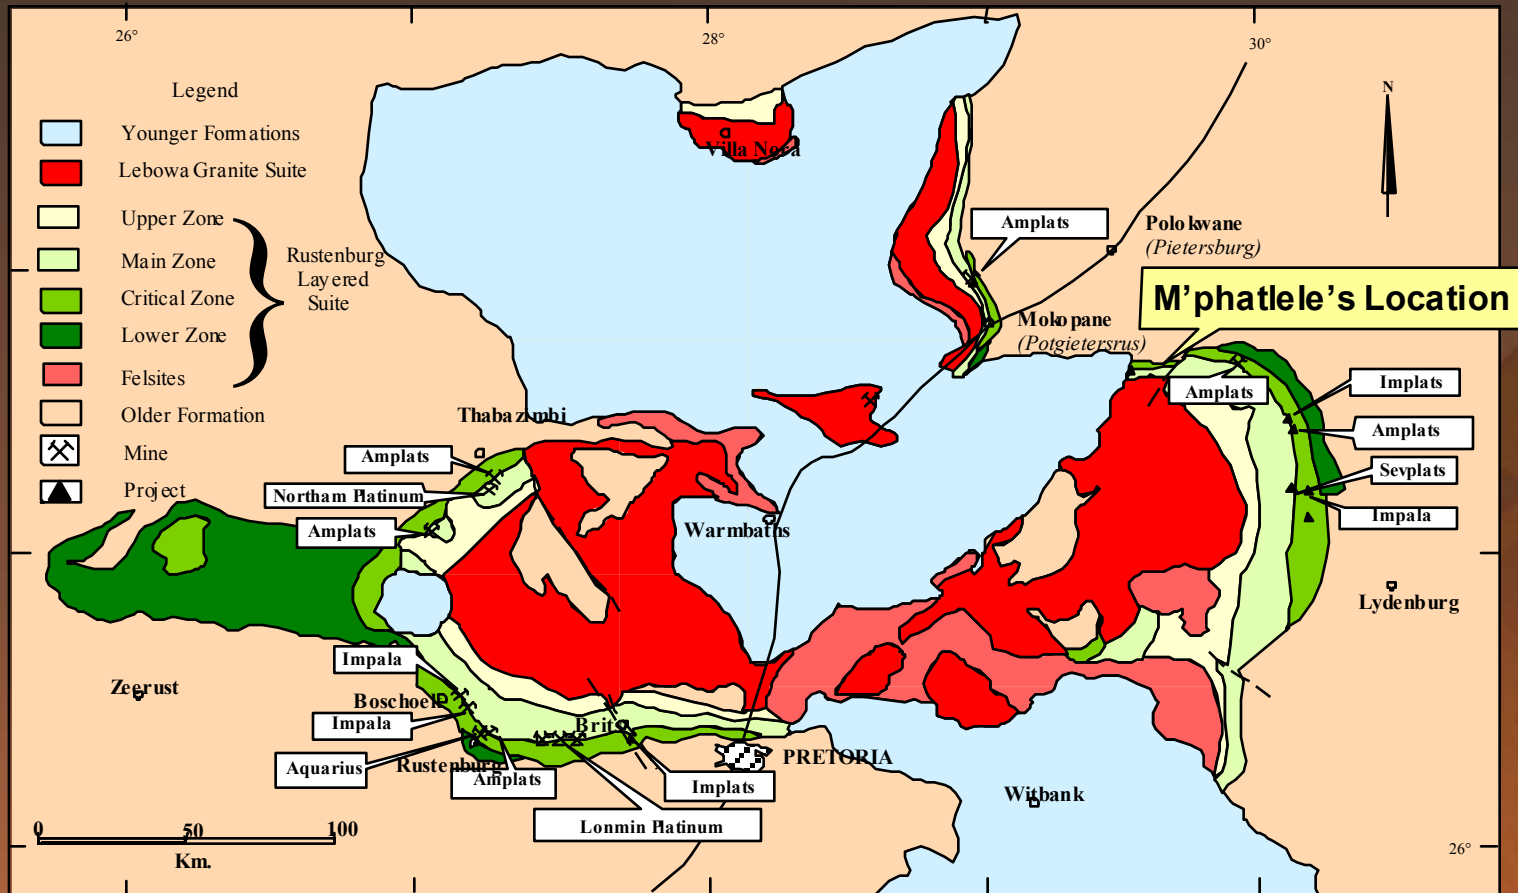 26°
28°
30°
Legend
Younger Formations
Lebowa Granite Suite
Upper Zone
Main Zone
Critical Zone
Lower Zone
Felsites
Rustenburg
Layered
Suite
Older Formation
Mine
Project
N
Villa Nora
Amplats
Polokwane
(Pietersburg)
M'phatlele's Location
Mokopane
(Potgietersrus)
Amplats
Implats
Amplats
Sevplats
Impala
Thabazimbi
Amplats
Northam Platinum
Amplats
Warmbaths
Lydenburg
Impala
Zeerust
Boschoek
Impala
Brits
Aquarius
Rustenburg
Amplats
PRETORIA
Implats
Lonmin Platinum
Witbank
0 50 100
Km.
26°